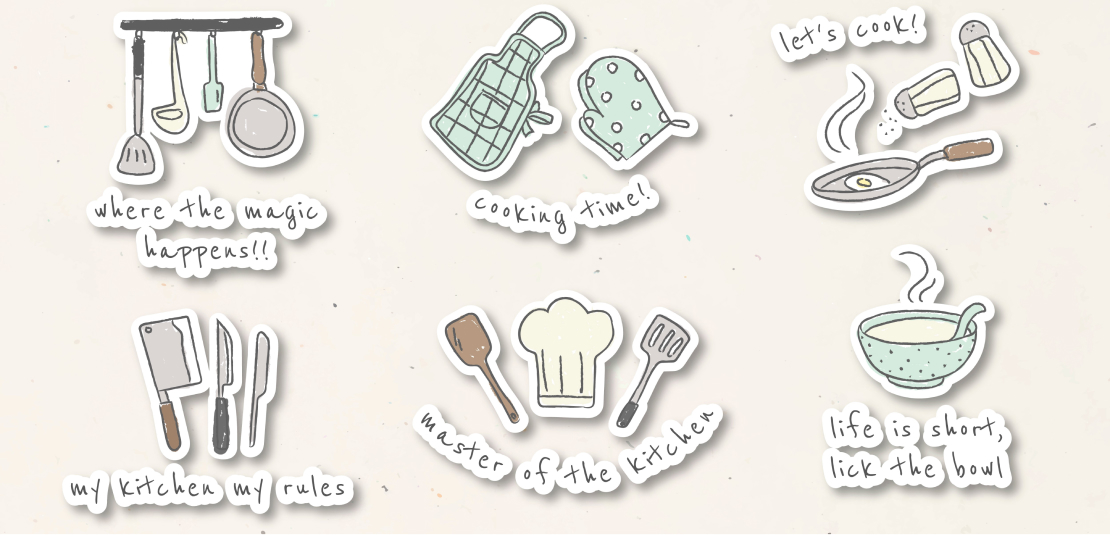 where the magic
happens!!
cooking time!
let's cook!
my kitchen my rules
master of the kitchen
life is short,
lick the bowl